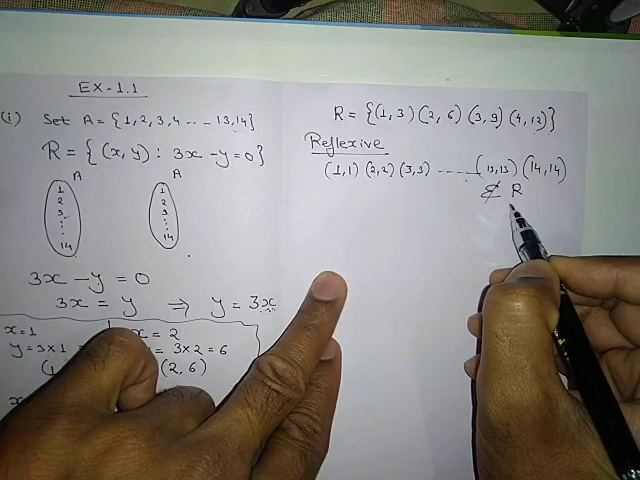 EX-1.1
(i) Set A = {1,2,3,4 ---- 13,14}
R = {(x,y) : 3x - y = 0}
A A
1 1
2 2
3 3
⋮ ⋮
14 14
3x - y = 0
3x = y ⇒ y = 3x
x=1 x = 2
y = 3×1 = = 3×2 = 6
(1 (2,6)
R = {(1,3)(2,6)(3,9)(4,12)}
Reflexive
(1,1)(2,2)(3,3) ------(13,13)(14,14)
∉ R